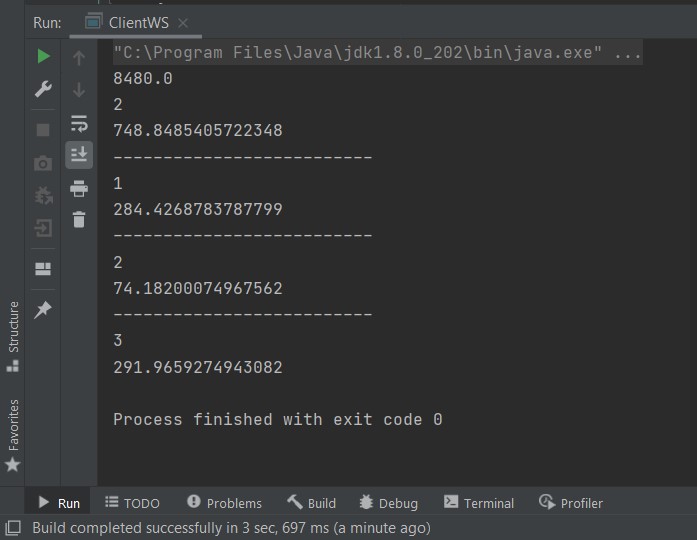 Run: ClientWS
"C:\Program Files\Java\jdk1.8.0_202\bin\java.exe" ...
8480.0
2
748.8485405722348
--------------------------
1
284.4268783787799
--------------------------
2
74.18200074967562
--------------------------
3
291.9659274943082
Process finished with exit code 0
Structure
Favorites
Run TODO Problems Build Debug Terminal Profiler
Build completed successfully in 3 sec, 697 ms (a minute ago)